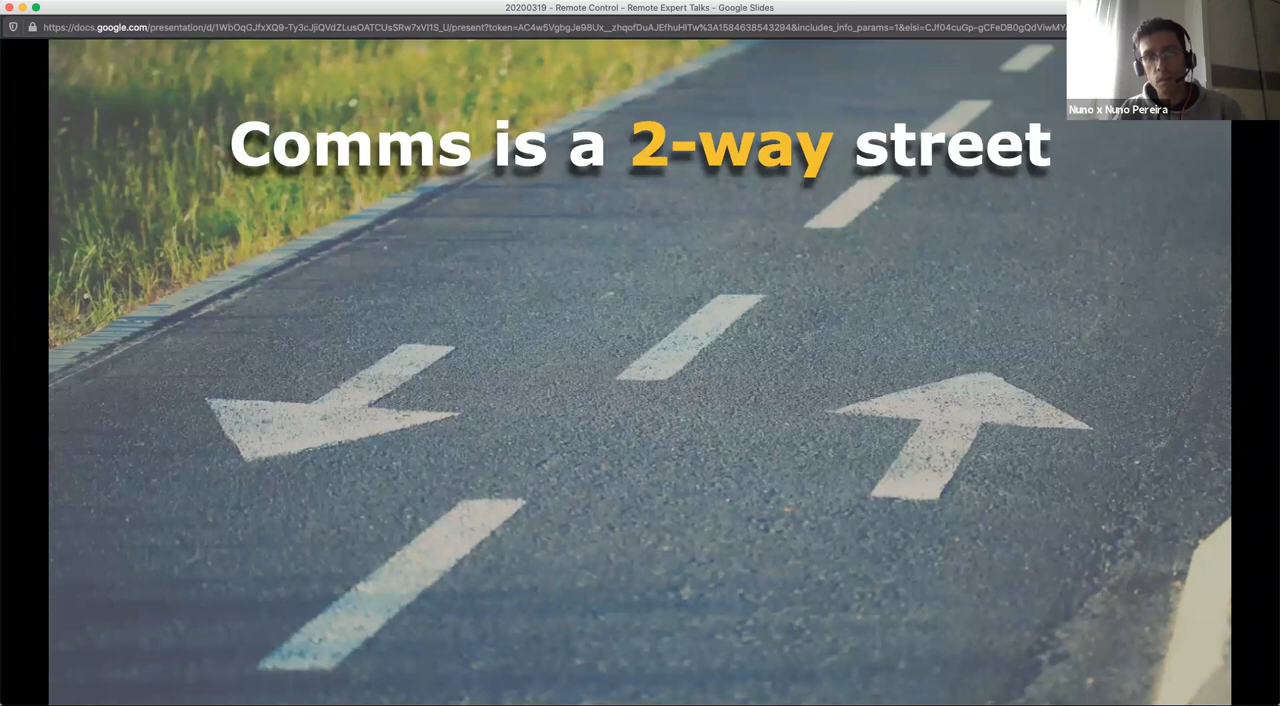 20200319 - Remote Control - Remote Expert Talks - Google Slides
Nuno x Nuno Pereira
Comms is a 2-way street